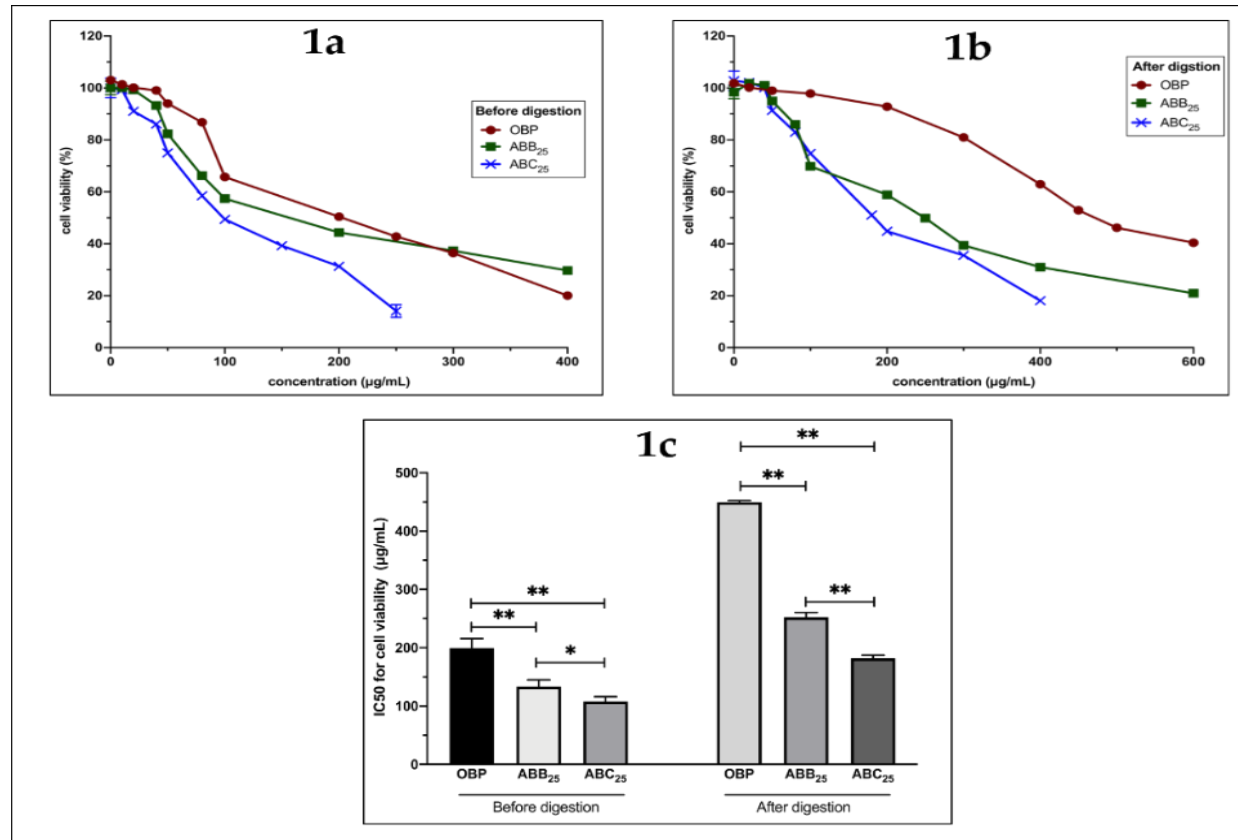 1a
120
100
80
60
40
20
0
cell viability (%)
0 100 200 300 400
concentration (µg/mL)
Before digestion
OBP
ABB25
ABC25
1b
120
100
80
60
40
20
0
cell viability (%)
0 200 400 600
concentration (µg/mL)
After digstion
OBP
ABB25
ABC25
1c
500
400
300
200
100
0
IC50 for cell viability (µg/mL)
**
**
*
**
**
**
OBP ABB25 ABC25 OBP ABB25 ABC25
Before digestion After digestion